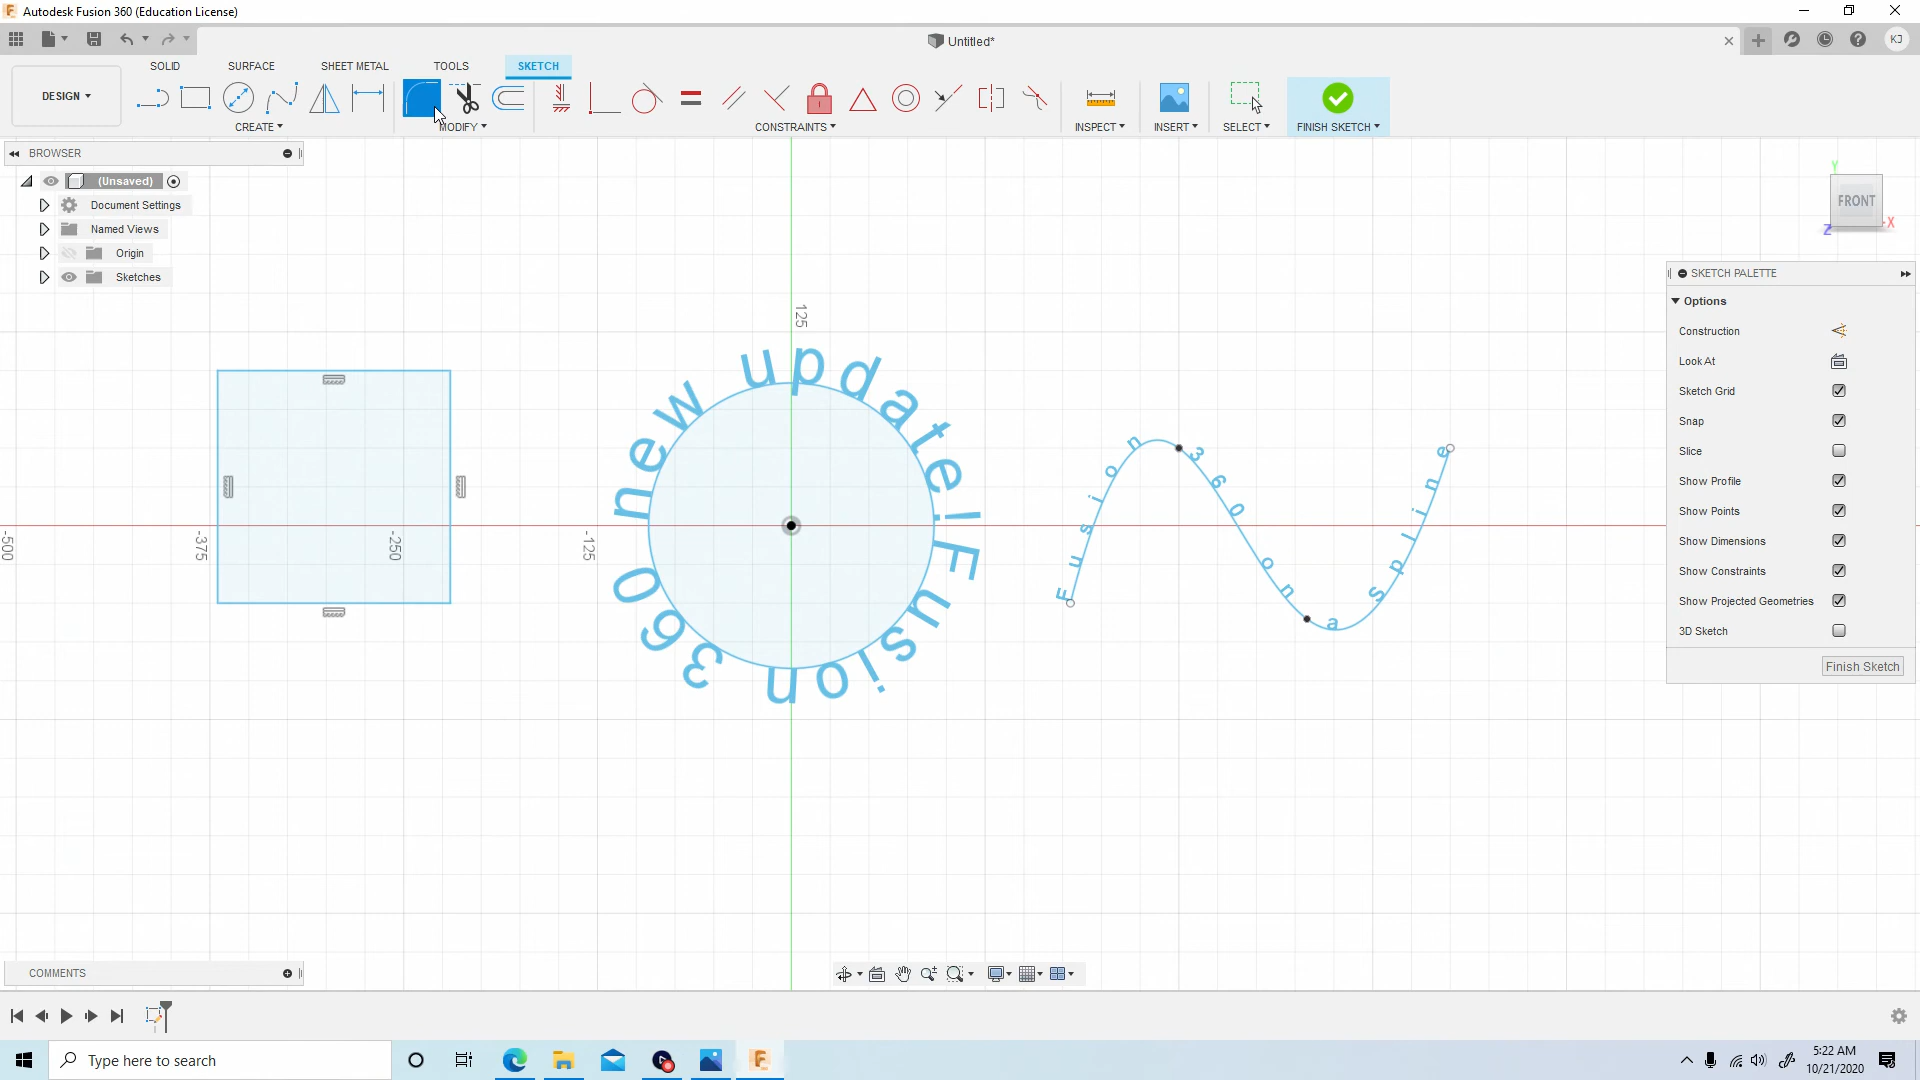 Autodesk Fusion 360 (Education License)
Untitled*
KJ
SOLID SURFACE SHEET METAL TOOLS SKETCH
DESIGN
CREATE MODIFY CONSTRAINTS INSPECT INSERT SELECT FINISH SKETCH
BROWSER
(Unsaved)
Document Settings
Named Views
Origin
Sketches
Y
FRONT
X
Z
SKETCH PALETTE
Options
Construction
Look At
Sketch Grid
Snap
Slice
Show Profile
Show Points
Show Dimensions
Show Constraints
Show Projected Geometries
3D Sketch
Finish Sketch
125
-500
-375
-250
-125
Fusion 360 new update!
Fusion 360 on a Spline
COMMENTS
Type here to search
5:22 AM
10/21/2020